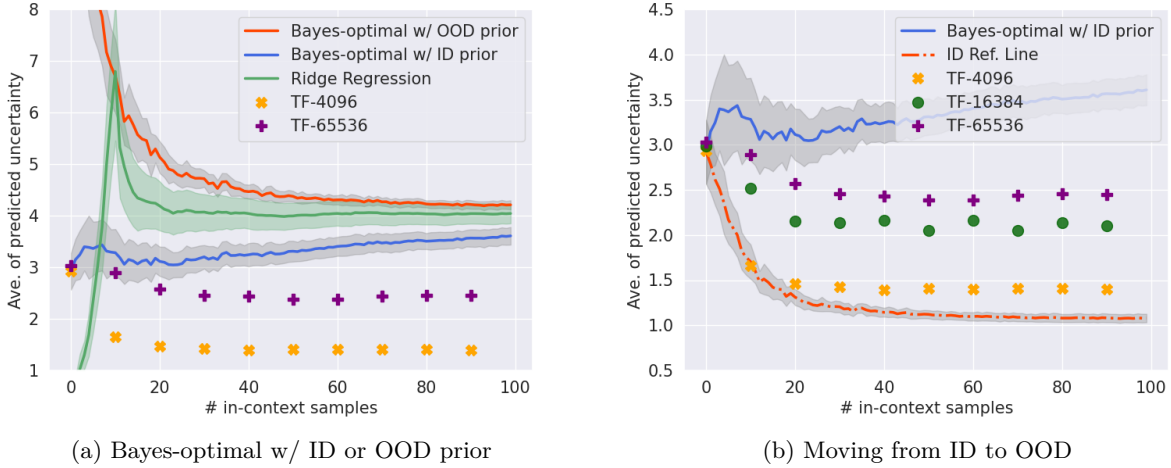 Ave. of predicted uncertainty
8
7
6
5
4
3
2
1
0 20 40 60 80 100
# in-context samples
Bayes-optimal w/ OOD prior
Bayes-optimal w/ ID prior
Ridge Regression
TF-4096
TF-65536
(a) Bayes-optimal w/ ID or OOD prior
Ave. of predicted uncertainty
4.5
4.0
3.5
3.0
2.5
2.0
1.5
1.0
0.5
0 20 40 60 80 100
# in-context samples
Bayes-optimal w/ ID prior
ID Ref. Line
TF-4096
TF-16384
TF-65536
(b) Moving from ID to OOD